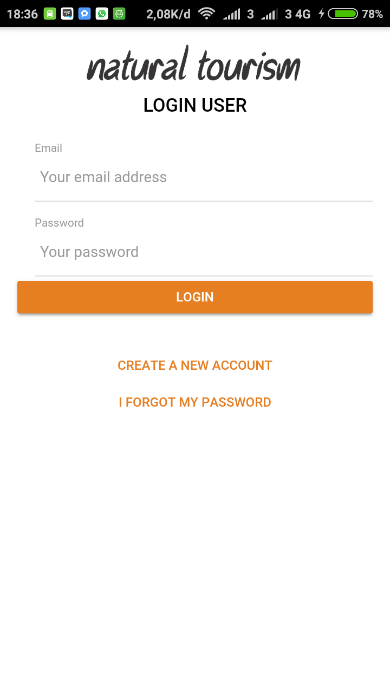 18:36 2,08K/d 3 3 4G 78%
natural tourism
LOGIN USER
Email
Your email address
Password
Your password
LOGIN
CREATE A NEW ACCOUNT
I FORGOT MY PASSWORD